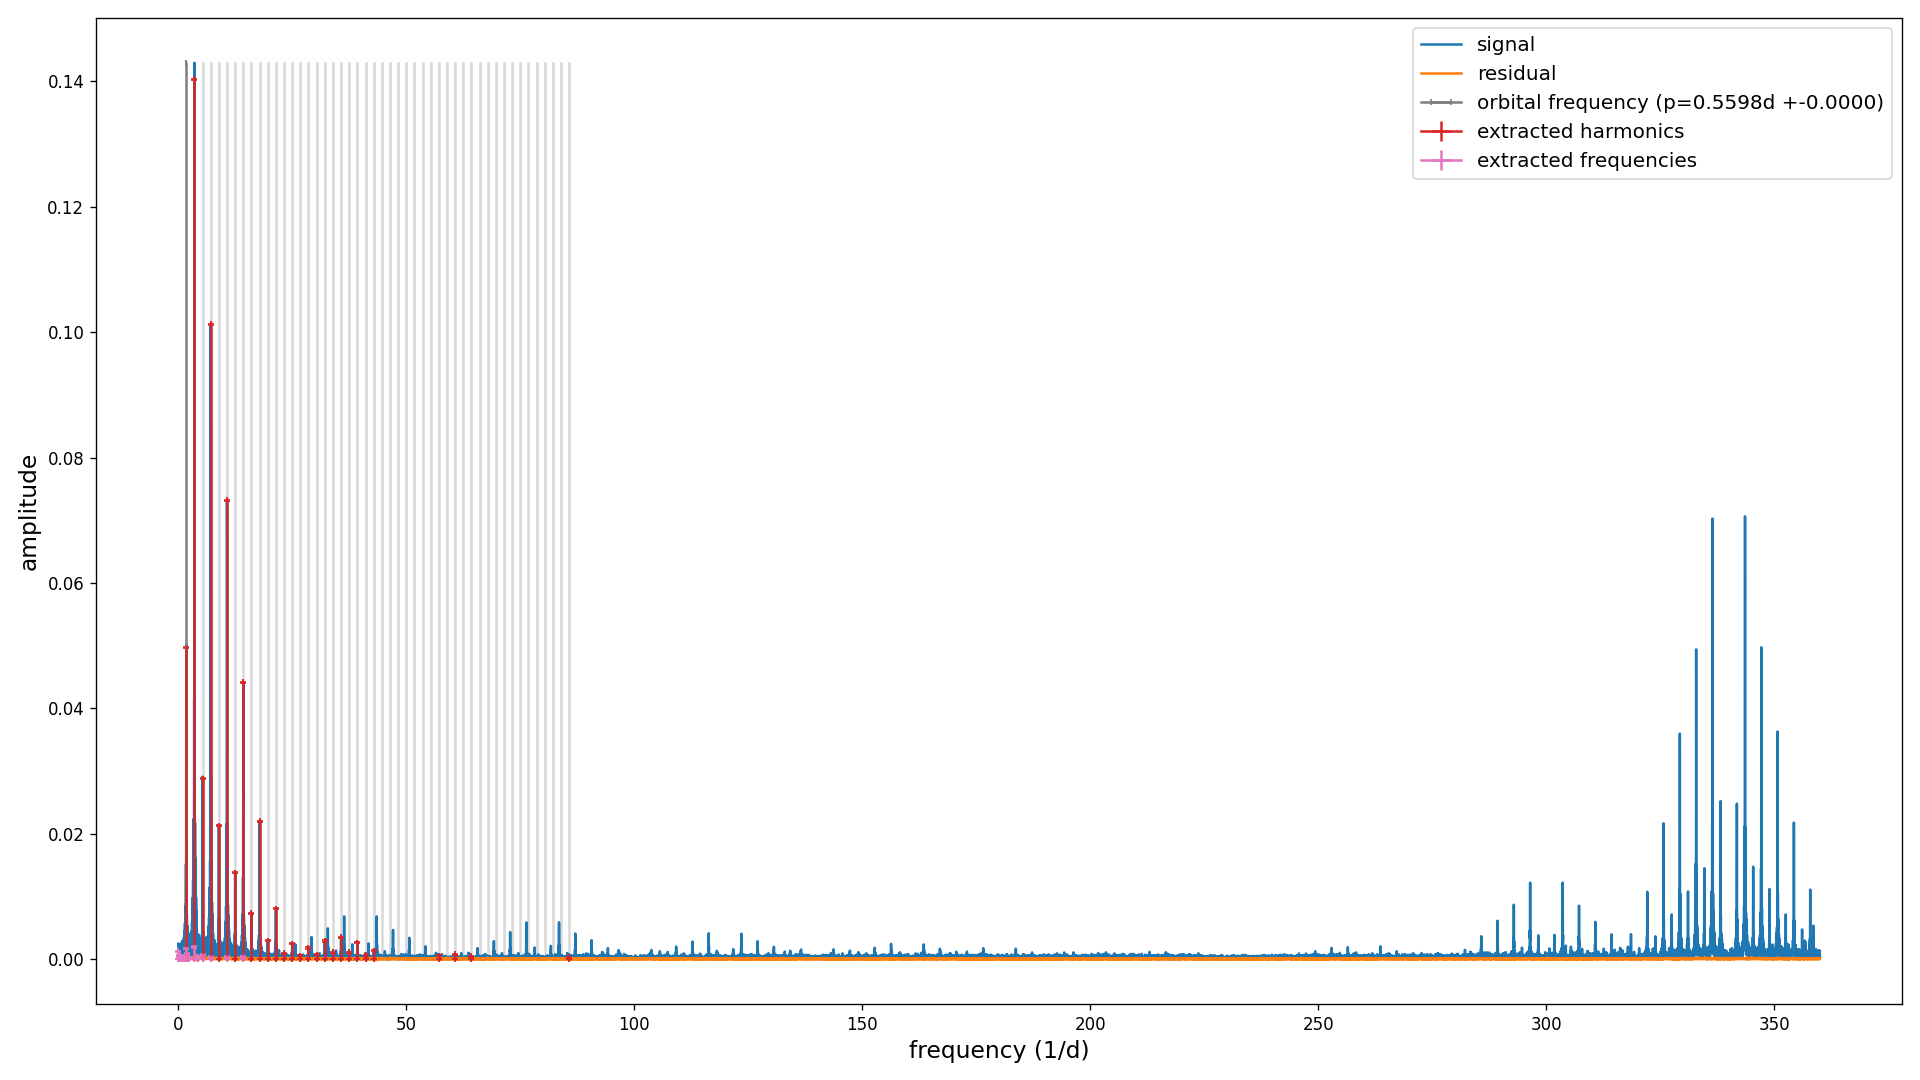 signal
residual
orbital frequency (p=0.5598d +-0.0000)
extracted harmonics
extracted frequencies
amplitude
0.14
0.12
0.10
0.08
0.06
0.04
0.02
0.00
0 50 100 150 200 250 300 350
frequency (1/d)